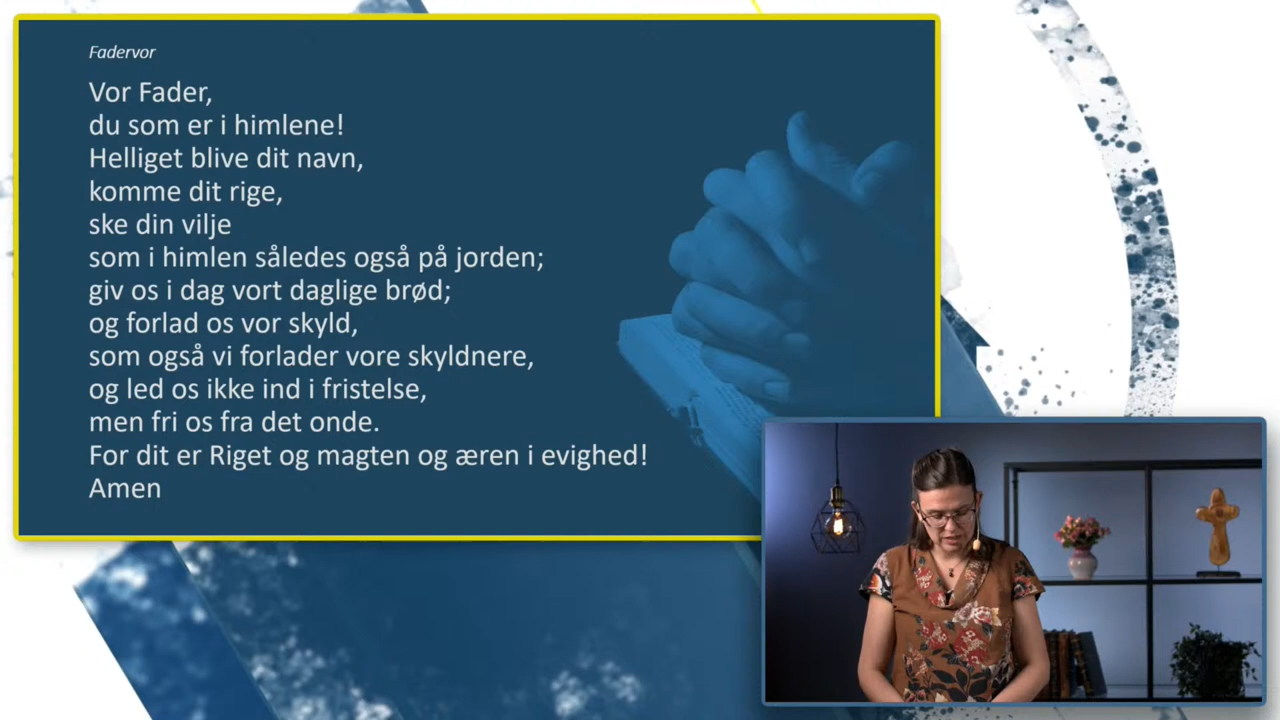 Fadervor
Vor Fader,
du som er i himlene!
Helliget blive dit navn,
komme dit rige,
ske din vilje
som i himlen således også på jorden;
giv os i dag vort daglige brød;
og forlad os vor skyld,
som også vi forlader vore skyldnere,
og led os ikke ind i fristelse,
men fri os fra det onde.
For dit er Riget og magten og æren i evighed!
Amen